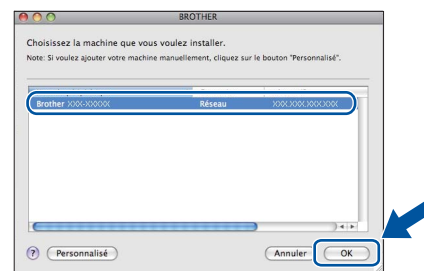 BROTHER
Choisissez la machine que vous voulez installer.
Note: Si voulez ajouter votre machine manuellement, cliquez sur le bouton "Personnalisé".
Brother XXX-XXXXX Réseau XXX.XXX.XXX.XXX
? Personnalisé Annuler OK